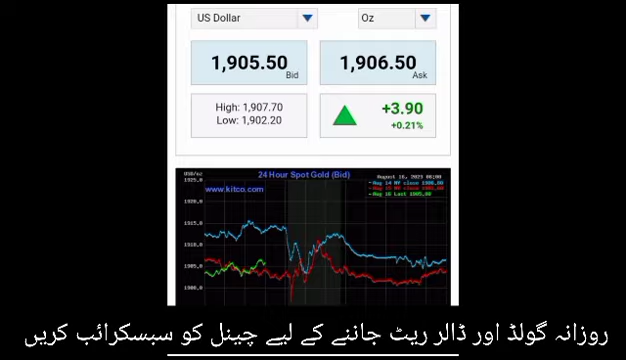 US Dollar
Oz
1,905.50
Bid
1,906.50
Ask
High: 1,907.70
Low: 1,902.20
+3.90
+0.21%
24 Hour Spot Gold (Bid)
www.kitco.com
روزانہ گولڈ اور ڈالر ریٹ جاننے کے لیے چینل کو سبسکرائب کریں